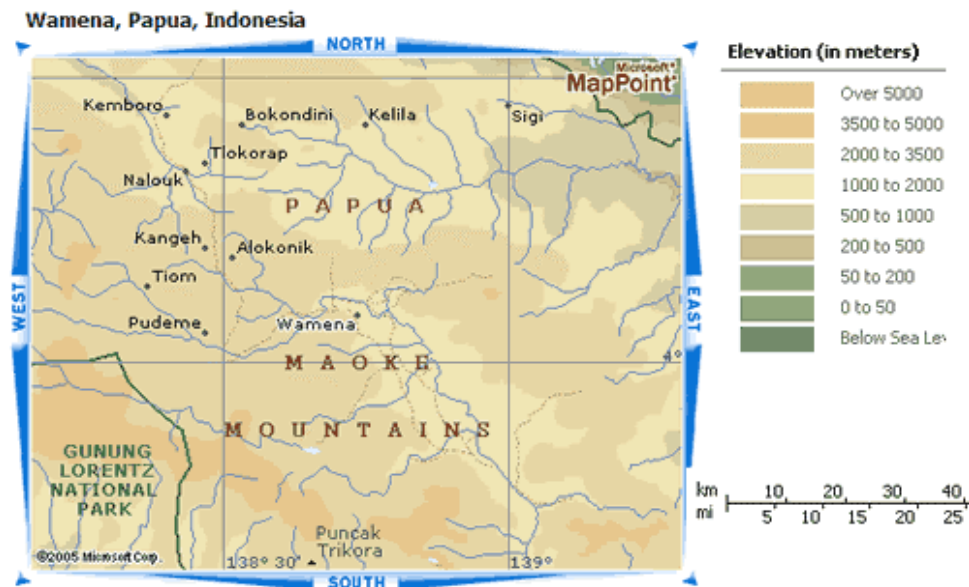 Wamena, Papua, Indonesia
NORTH
Microsoft®
MapPoint®
Kemboro
Bokondini
Kelila
Sigi
Tlokorap
Nalouk
PAPUA
Kangeh
Alokonik
Tiom
WEST
EAST
Pudeme
Wamena
MAOKE
4°
MOUNTAINS
GUNUNG
LORENTZ
NATIONAL
PARK
Puncak
Trikora
©2005 Microsoft Corp.
138° 30'
139°
SOUTH
Elevation (in meters)
Over 5000
3500 to 5000
2000 to 3500
1000 to 2000
500 to 1000
200 to 500
50 to 200
0 to 50
Below Sea Lev
km 10 20 30 40
mi 5 10 15 20 25